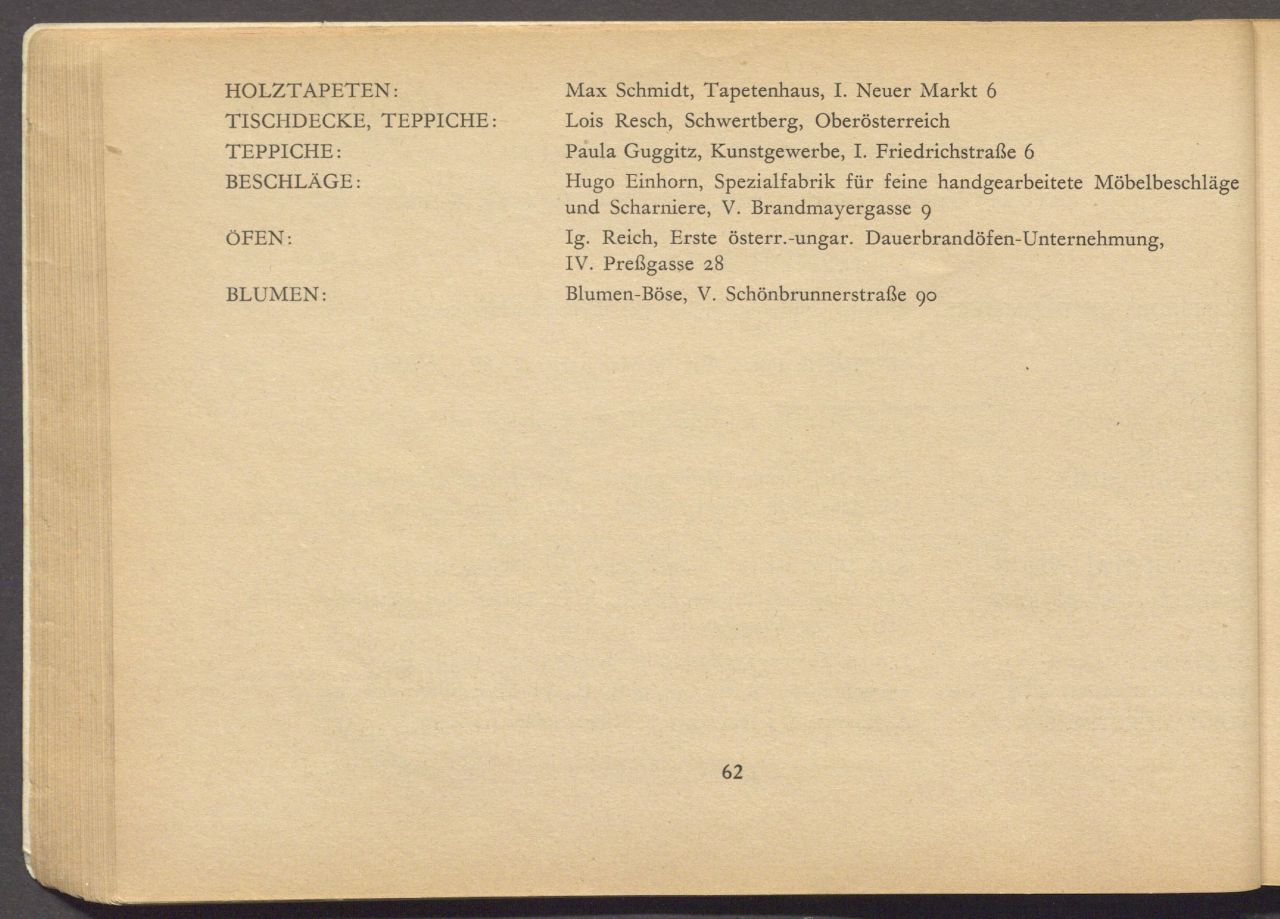 HOLZTAPETEN: Max Schmidt, Tapetenhaus, I. Neuer Markt 6
TISCHDECKE, TEPPICHE: Lois Resch, Schwertberg, Oberösterreich
TEPPICHE: Paula Guggitz, Kunstgewerbe, I. Friedrichstraße 6
BESCHLÄGE: Hugo Einhorn, Spezialfabrik für feine handgearbeitete Möbelbeschläge
und Scharniere, V. Brandmayergasse 9
ÖFEN: Ig. Reich, Erste österr.-ungar. Dauerbrandöfen-Unternehmung,
IV. Preßgasse 28
BLUMEN: Blumen-Böse, V. Schönbrunnerstraße 90
62